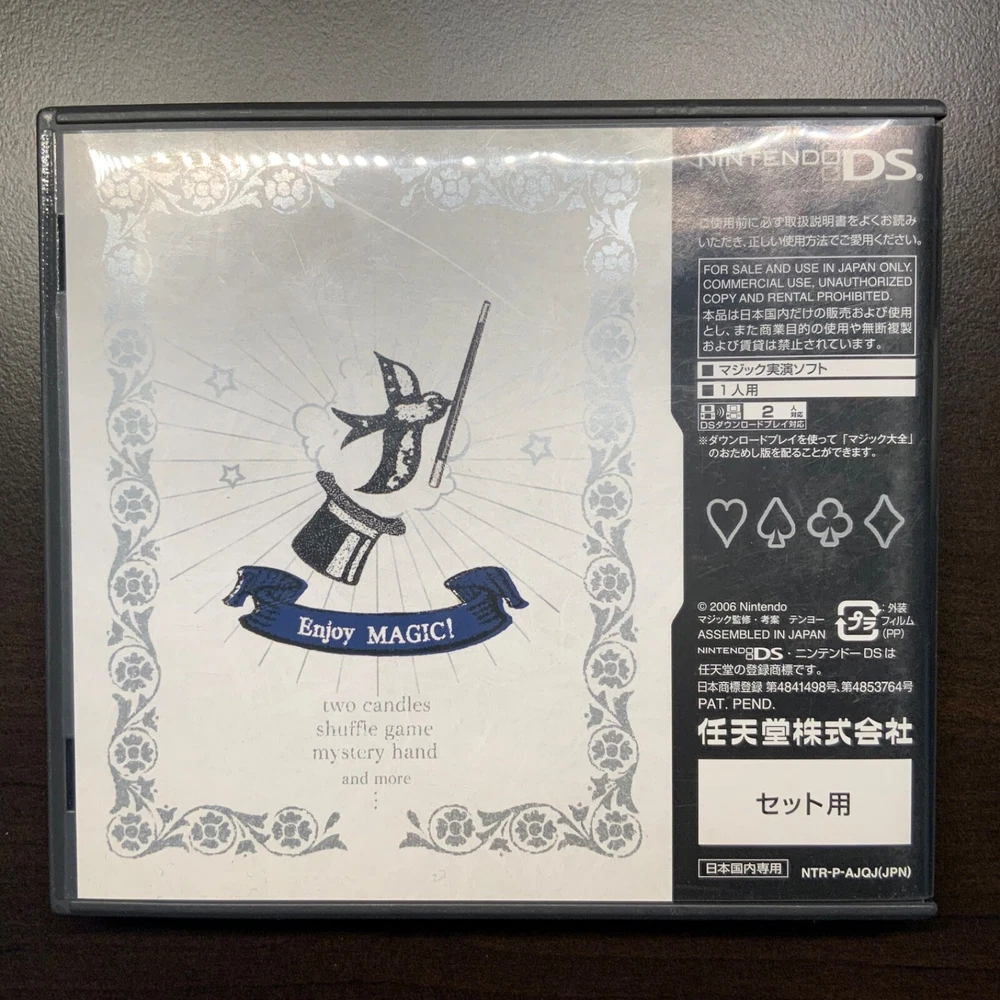 Enjoy MAGIC!
two candles
shuffle game
mystery hand
and more
⋮
NINTENDO DS®
ご使用前に必ず取扱説明書をよくお読み
いただき、正しい使用方法でご愛用ください。
FOR SALE AND USE IN JAPAN ONLY.
COMMERCIAL USE, UNAUTHORIZED
COPY AND RENTAL PROHIBITED.
本品は日本国内だけの販売および使用
とし、また商業目的の使用や無断複製
および賃貸は禁止されています。
■ マジック実演ソフト
■ 1人用
2人対応
DSダウンロードプレイ対応
※ダウンロードプレイを使って「マジック大全」
のおためし版を配ることができます。
© 2006 Nintendo
マジック監修・考案 テンヨー
ASSEMBLED IN JAPAN
プラ
:外装
フィルム
(PP)
NINTENDO DS・ニンテンドーDSは
任天堂の登録商標です。
日本商標登録 第4841498号、第4853764号
PAT. PEND.
任天堂株式会社
セット用
日本国内専用
NTR-P-AJQJ(JPN)